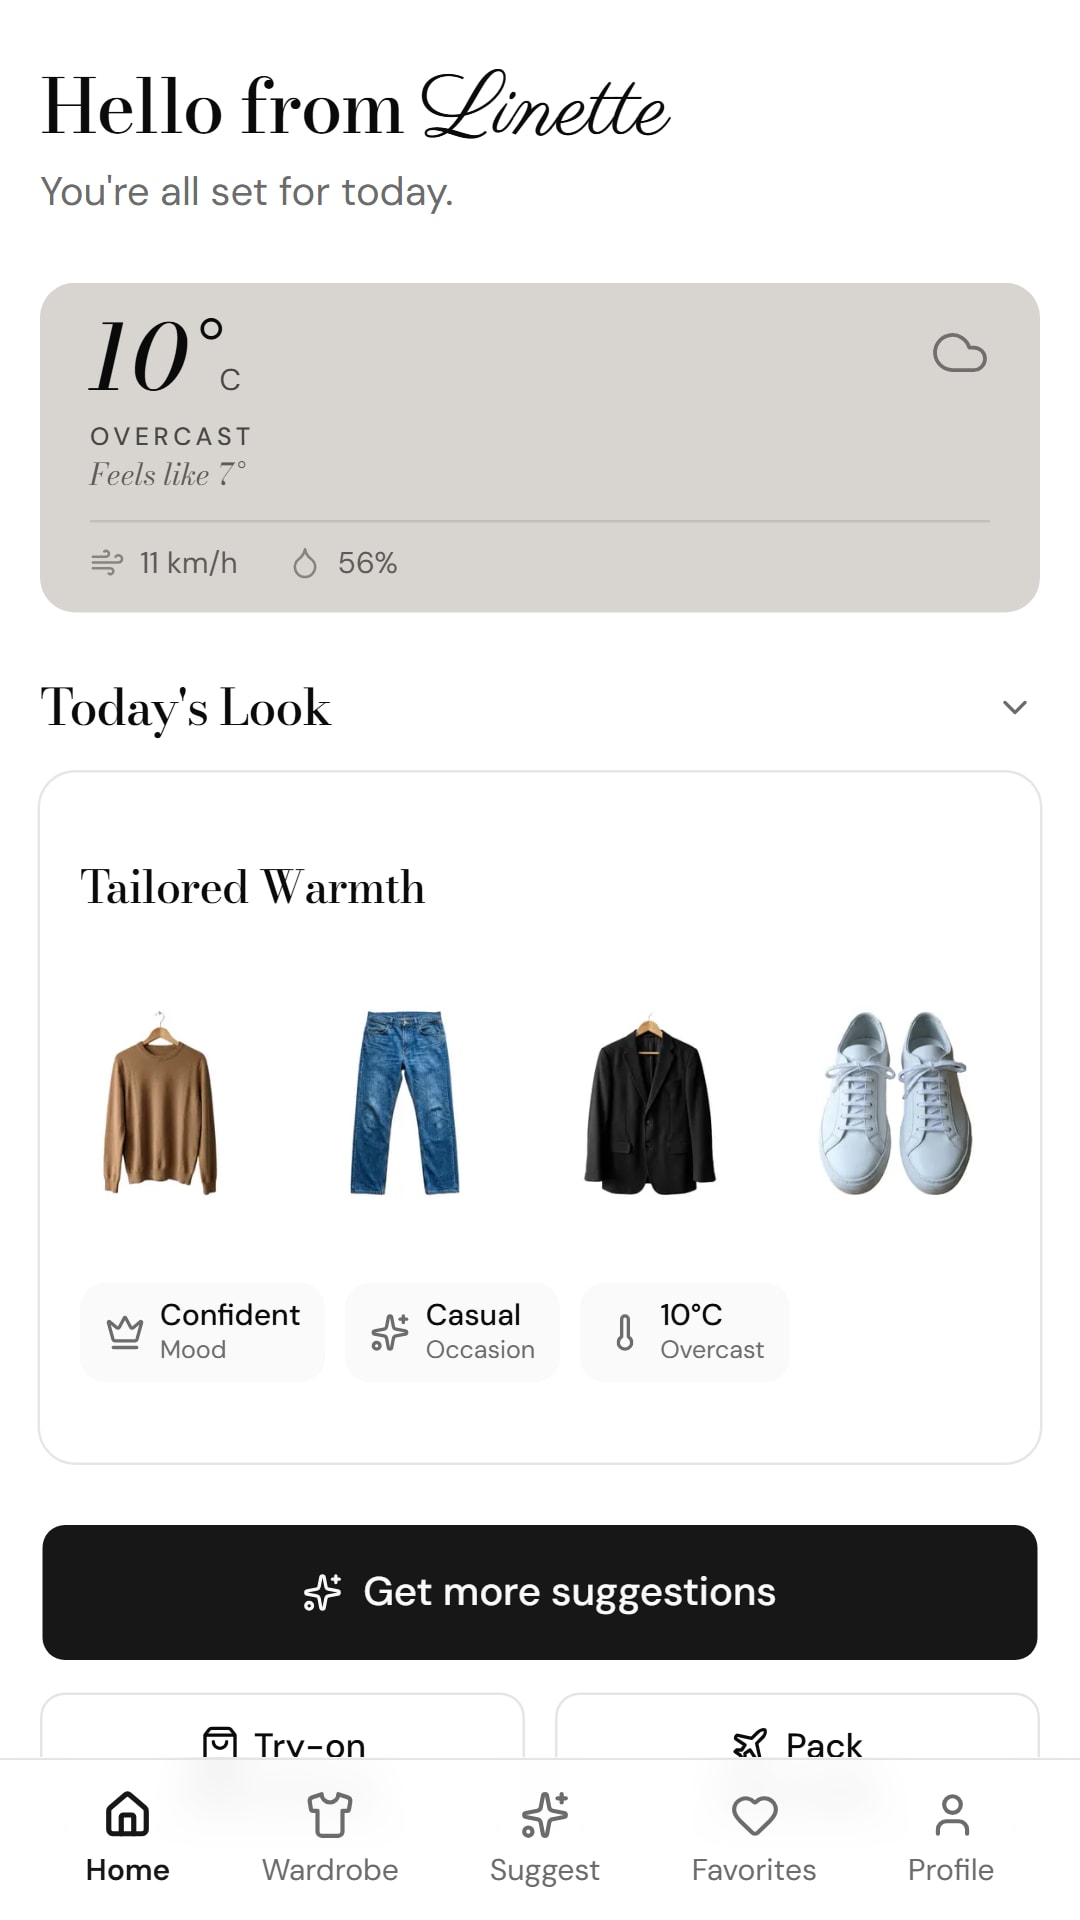 Hello from Linette
You're all set for today.
10°C
OVERCAST
Feels like 7°
11 km/h 56%
Today's Look
Tailored Warmth
Confident
Mood
Casual
Occasion
10°C
Overcast
Get more suggestions
Try-on
Pack
Home
Wardrobe
Suggest
Favorites
Profile